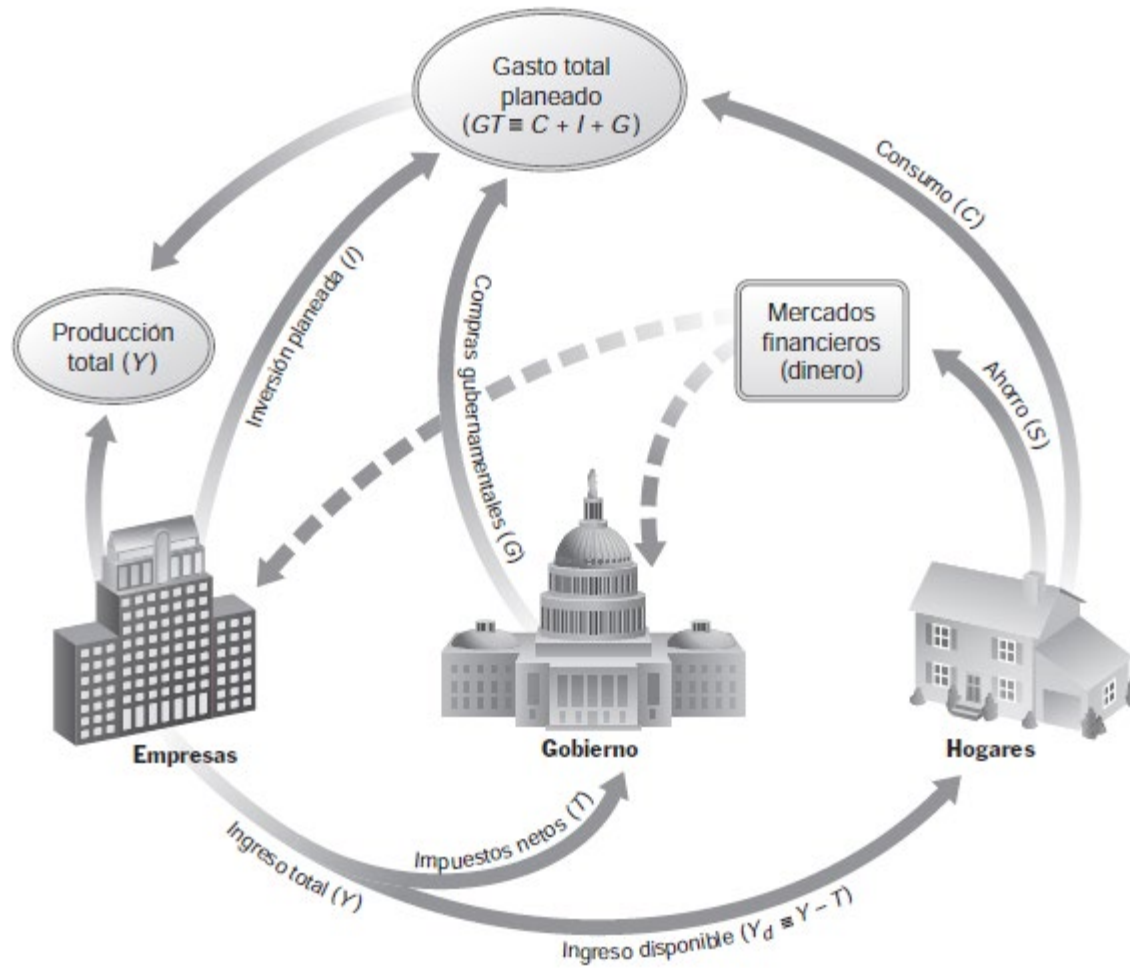 Gasto total
planeado
(GT ≡ C + I + G)
Consumo (C)
Inversión planeada (I)
Compras gubernamentales (G)
Mercados
financieros
(dinero)
Ahorro (S)
Producción
total (Y)
Empresas
Gobierno
Hogares
Impuestos netos (T)
Ingreso total (Y)
Ingreso disponible (Yd ≡ Y – T)